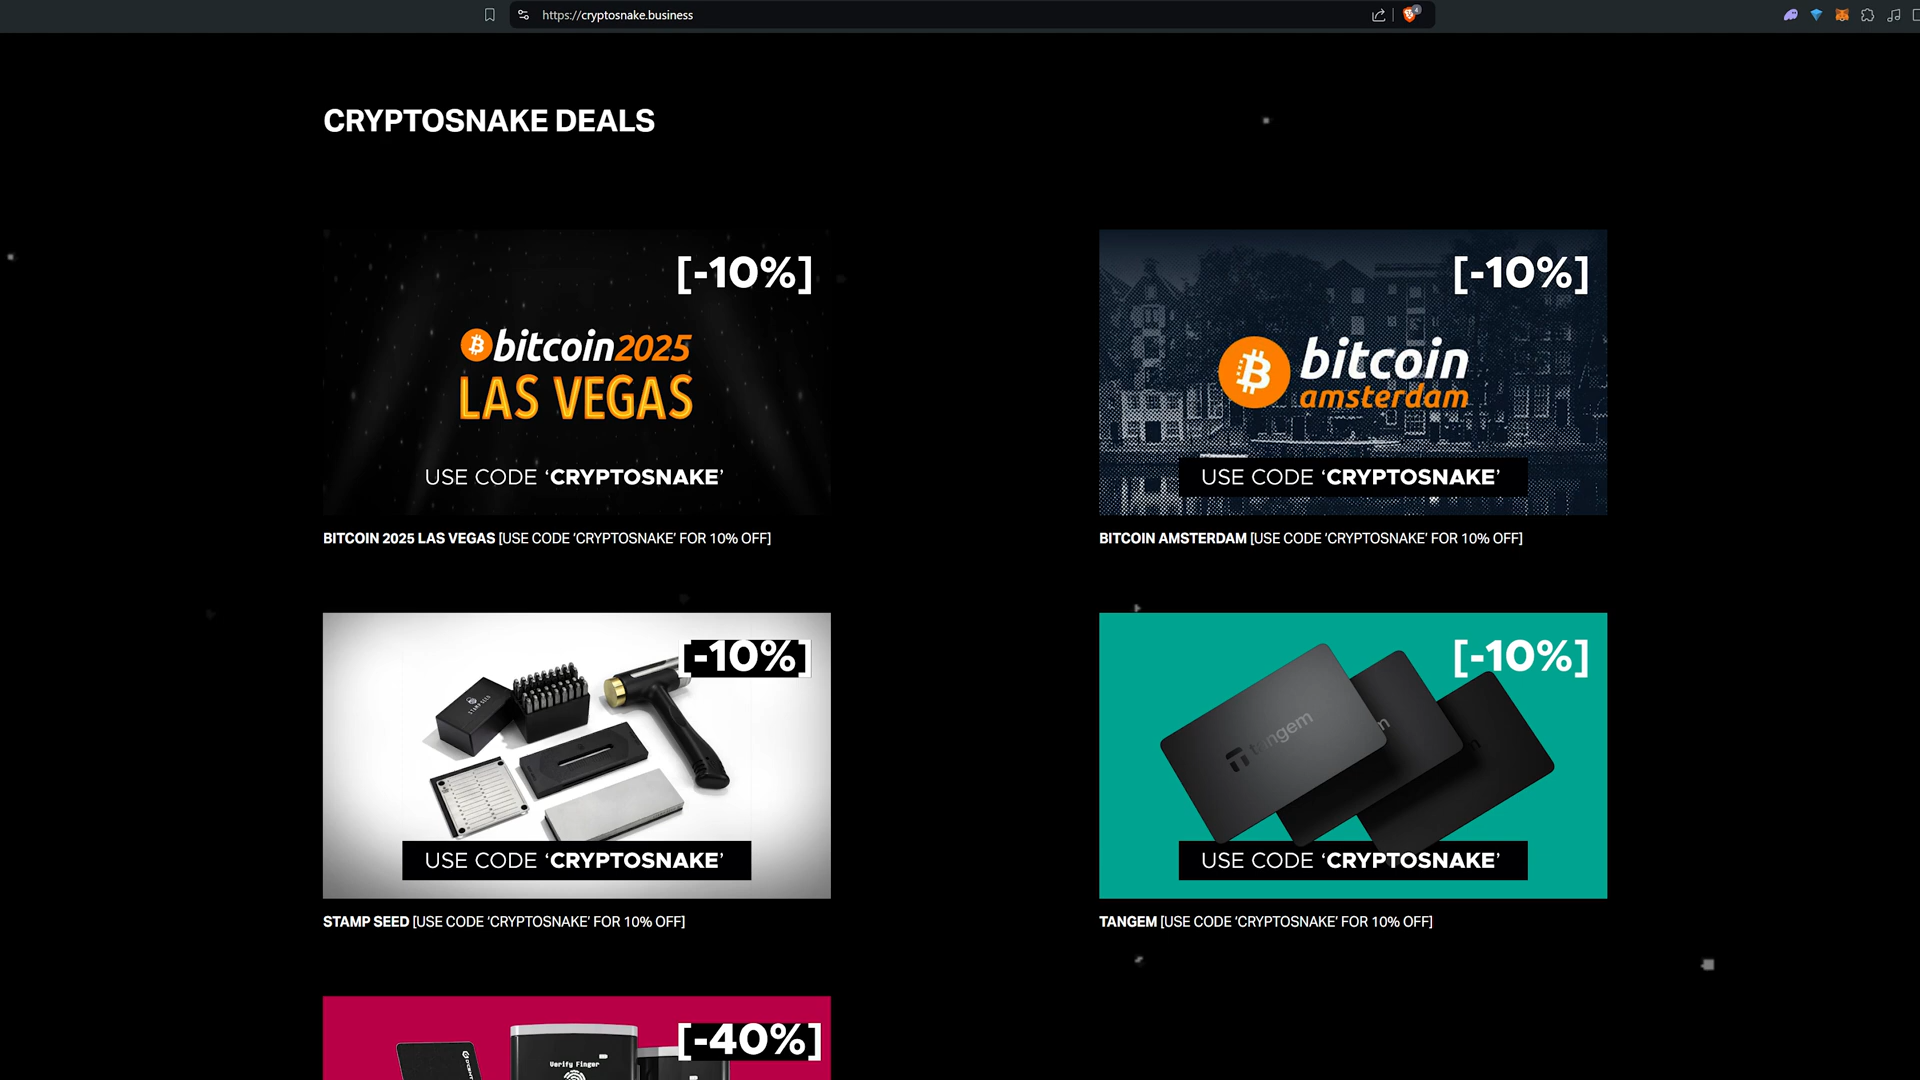 https://cryptosnake.business
4
CRYPTOSNAKE DEALS
[-10%]
bitcoin2025
LAS VEGAS
USE CODE ‘CRYPTOSNAKE’
BITCOIN 2025 LAS VEGAS [USE CODE ‘CRYPTOSNAKE’ FOR 10% OFF]
[-10%]
bitcoin
amsterdam
USE CODE ‘CRYPTOSNAKE’
BITCOIN AMSTERDAM [USE CODE ‘CRYPTOSNAKE’ FOR 10% OFF]
[-10%]
STAMP SEED
USE CODE ‘CRYPTOSNAKE’
STAMP SEED [USE CODE ‘CRYPTOSNAKE’ FOR 10% OFF]
[-10%]
tangem
USE CODE ‘CRYPTOSNAKE’
TANGEM [USE CODE ‘CRYPTOSNAKE’ FOR 10% OFF]
[-40%]
Verify Finger